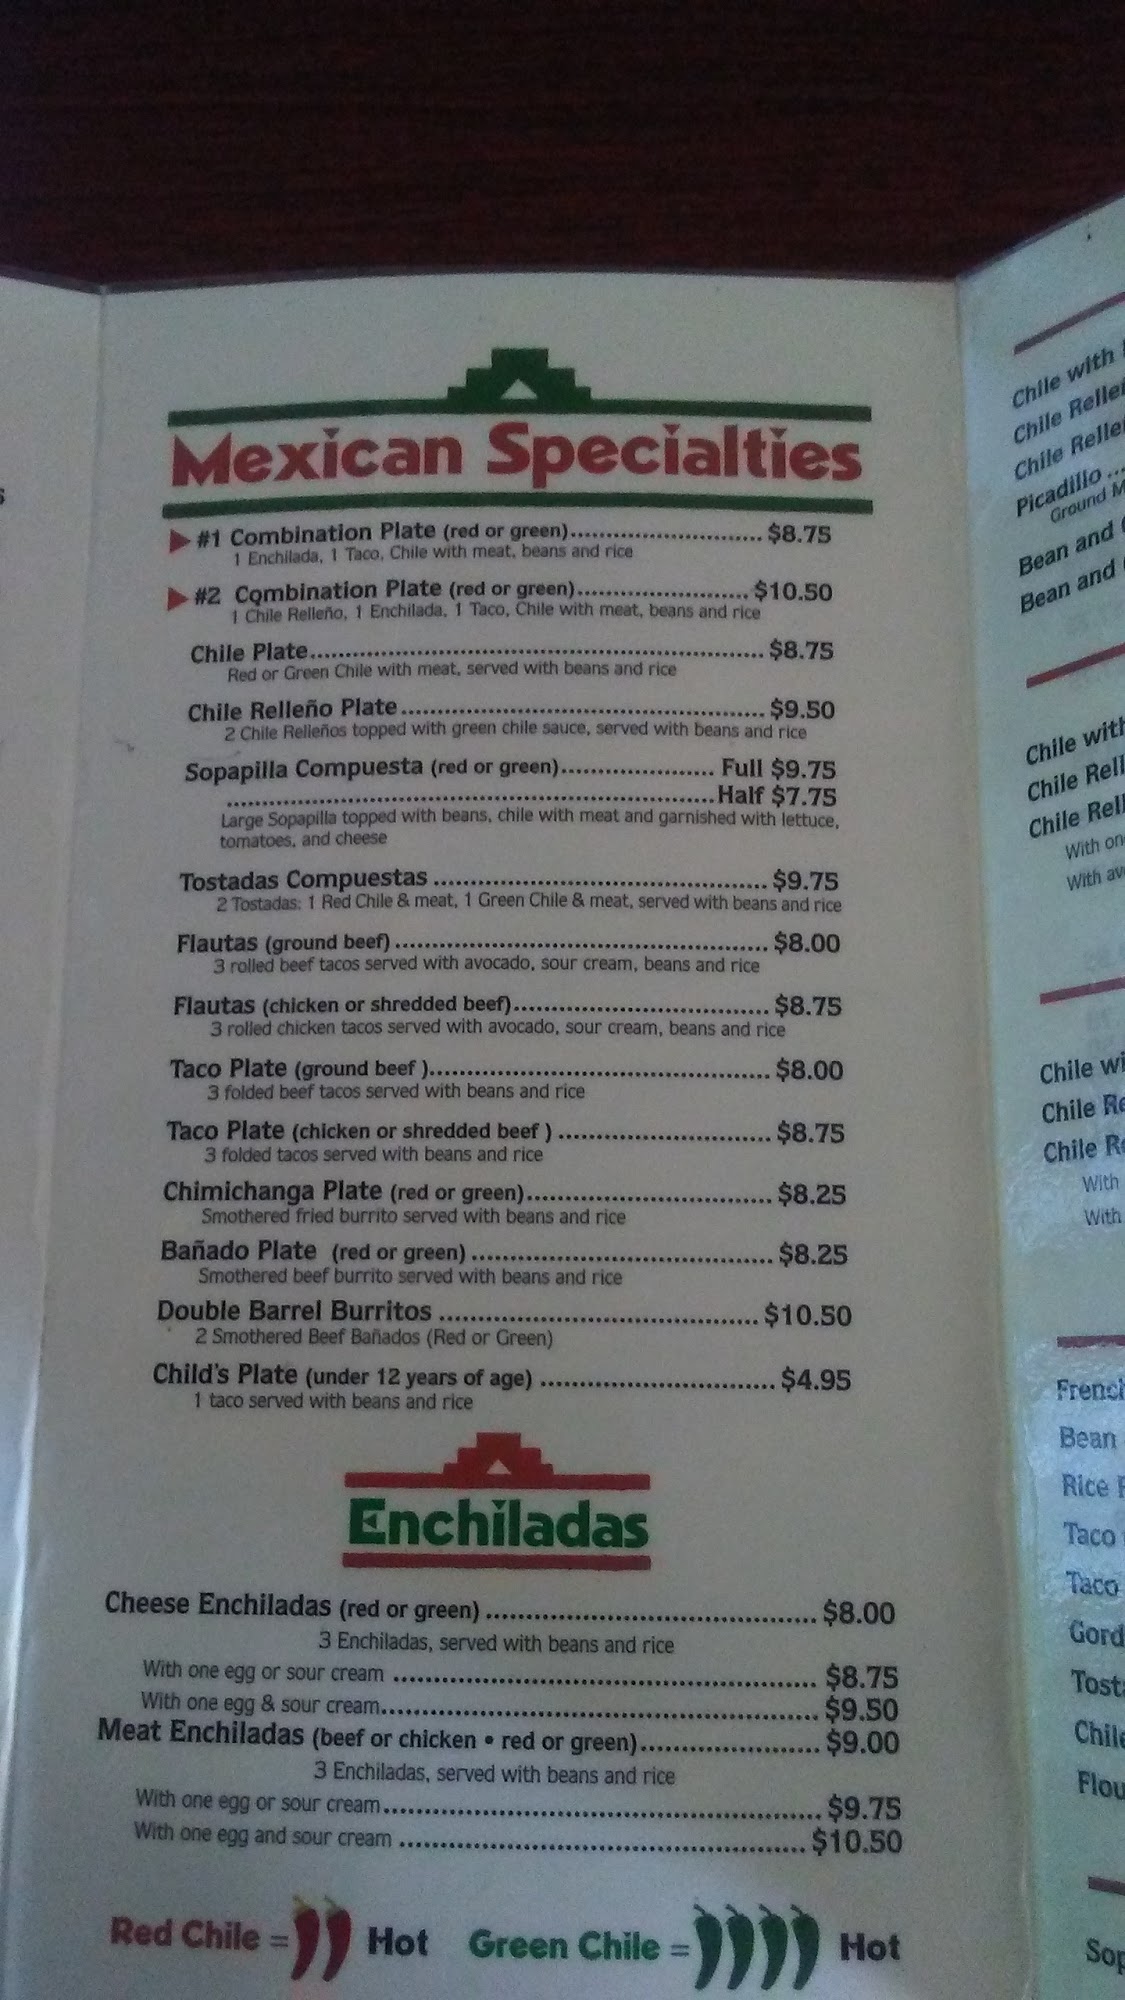 Mexican Specialties
#1 Combination Plate (red or green)............................ $8.75
1 Enchilada, 1 Taco, Chile with meat, beans and rice
#2 Combination Plate (red or green)......................... $10.50
1 Chile Relleño, 1 Enchilada, 1 Taco, Chile with meat, beans and rice
Chile Plate.................................................................. $8.75
Red or Green Chile with meat, served with beans and rice
Chile Relleño Plate..................................................... $9.50
2 Chile Relleños topped with green chile sauce, served with beans and rice
Sopapilla Compuesta (red or green)...................... Full $9.75
.......................................................................Half $7.75
Large Sopapilla topped with beans, chile with meat and garnished with lettuce,
tomatoes, and cheese
Tostadas Compuestas ................................................ $9.75
2 Tostadas: 1 Red Chile & meat, 1 Green Chile & meat, served with beans and rice
Flautas (ground beef) ...................................................... $8.00
3 rolled beef tacos served with avocado, sour cream, beans and rice
Flautas (chicken or shredded beef)..................................... $8.75
3 rolled chicken tacos served with avocado, sour cream, beans and rice
Taco Plate (ground beef )................................................. $8.00
3 folded beef tacos served with beans and rice
Taco Plate (chicken or shredded beef ) ............................... $8.75
3 folded tacos served with beans and rice
Chimichanga Plate (red or green).................................... $8.25
Smothered fried burrito served with beans and rice
Bañado Plate (red or green) ............................................ $8.25
Smothered beef burrito served with beans and rice
Double Barrel Burritos .............................................. $10.50
2 Smothered Beef Bañados (Red or Green)
Child's Plate (under 12 years of age) .................................. $4.95
1 taco served with beans and rice
Enchiladas
Cheese Enchiladas (red or green) ................................................ $8.00
3 Enchiladas, served with beans and rice
With one egg or sour cream .............................................................. $8.75
With one egg & sour cream................................................................ $9.50
Meat Enchiladas (beef or chicken • red or green).......................... $9.00
3 Enchiladas, served with beans and rice
With one egg or sour cream................................................................ $9.75
With one egg and sour cream ........................................................... $10.50
Red Chile = Hot Green Chile = Hot
Chile with
Chile
Chile
Picadillo ...
Ground
Bean and
Bean and
Chile with
Chile
Chile
With
With
Chile
Chile
Chile
With
With
Bean
Rice
Taco
Taco